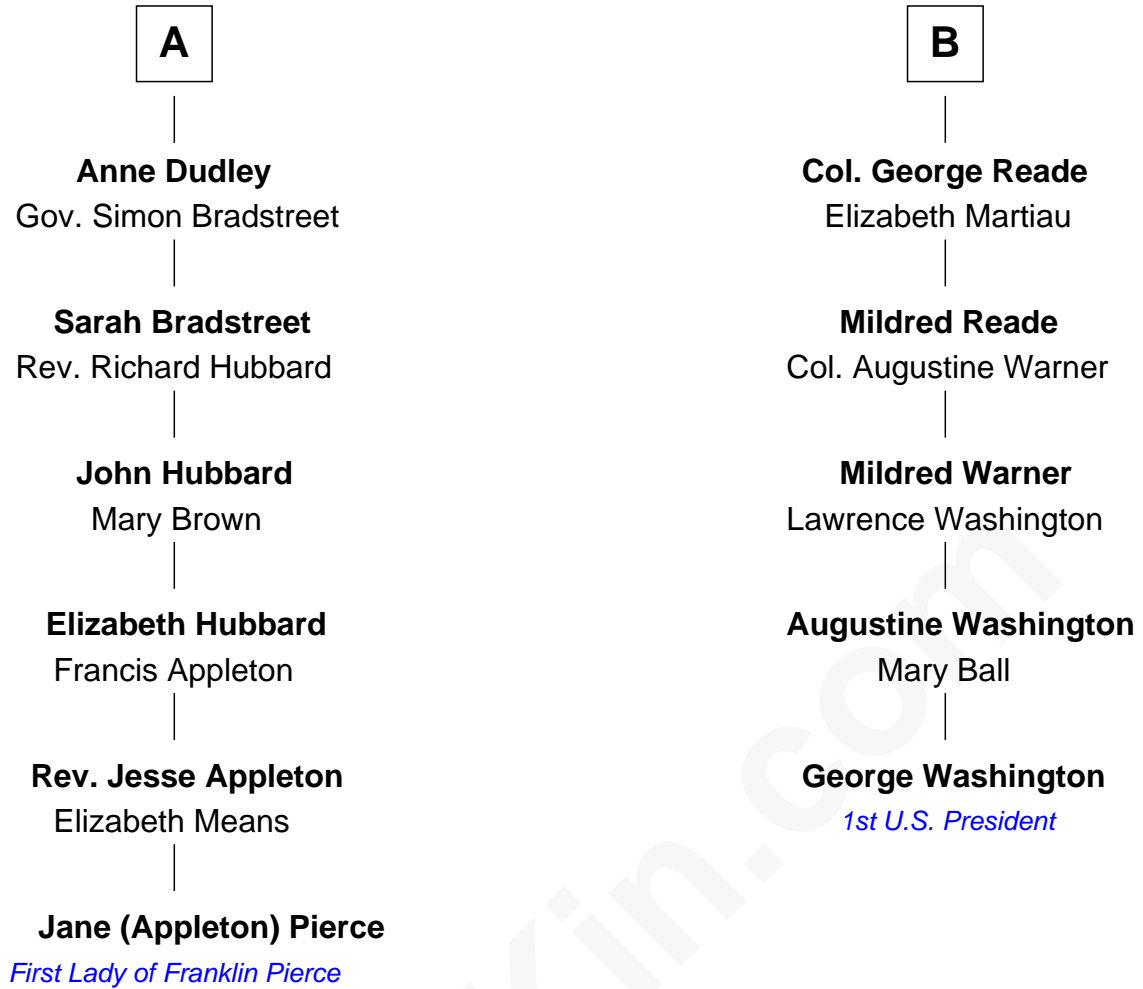 A
Anne Dudley
Gov. Simon Bradstreet
Sarah Bradstreet
Rev. Richard Hubbard
John Hubbard
Mary Brown
Elizabeth Hubbard
Francis Appleton
Rev. Jesse Appleton
Elizabeth Means
Jane (Appleton) Pierce
First Lady of Franklin Pierce
B
Col. George Reade
Elizabeth Martiau
Mildred Reade
Col. Augustine Warner
Mildred Warner
Lawrence Washington
Augustine Washington
Mary Ball
George Washington
1st U.S. President